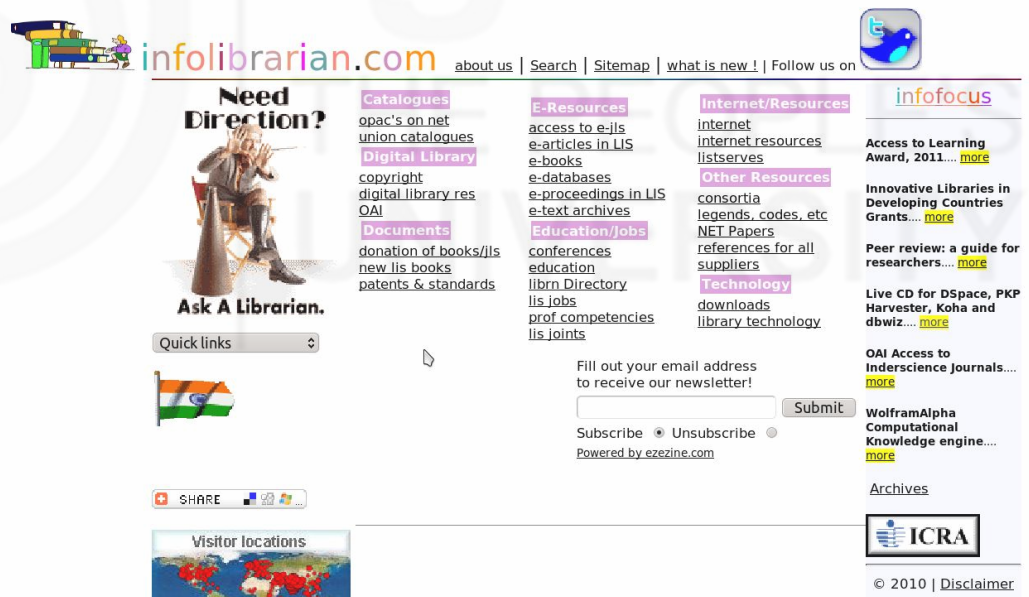 infolibrarian.com
about us | Search | Sitemap | what is new ! | Follow us on
Need
Direction?
Ask A Librarian.
Quick links
SHARE
Visitor locations
Catalogues
opac's on net
union catalogues
Digital Library
copyright
digital library res
OAI
Documents
donation of books/jls
new lis books
patents & standards
E-Resources
access to e-jls
e-articles in LIS
e-books
e-databases
e-proceedings in LIS
e-text archives
Education/Jobs
conferences
education
librn Directory
lis jobs
prof competencies
lis joints
Internet/Resources
internet
internet resources
listserves
Other Resources
consortia
legends, codes, etc
NET Papers
references for all
suppliers
Technology
downloads
library technology
Fill out your email address
to receive our newsletter!
Submit
Subscribe Unsubscribe
Powered by ezezine.com
infofocus
Access to Learning
Award, 2011.... more
Innovative Libraries in
Developing Countries
Grants.... more
Peer review: a guide for
researchers.... more
Live CD for DSpace, PKP
Harvester, Koha and
dbwiz.... more
OAI Access to
Inderscience Journals....
more
WolframAlpha
Computational
Knowledge engine....
more
Archives
ICRA
© 2010 | Disclaimer
THE PEOPLE'S
UNIVERSITY